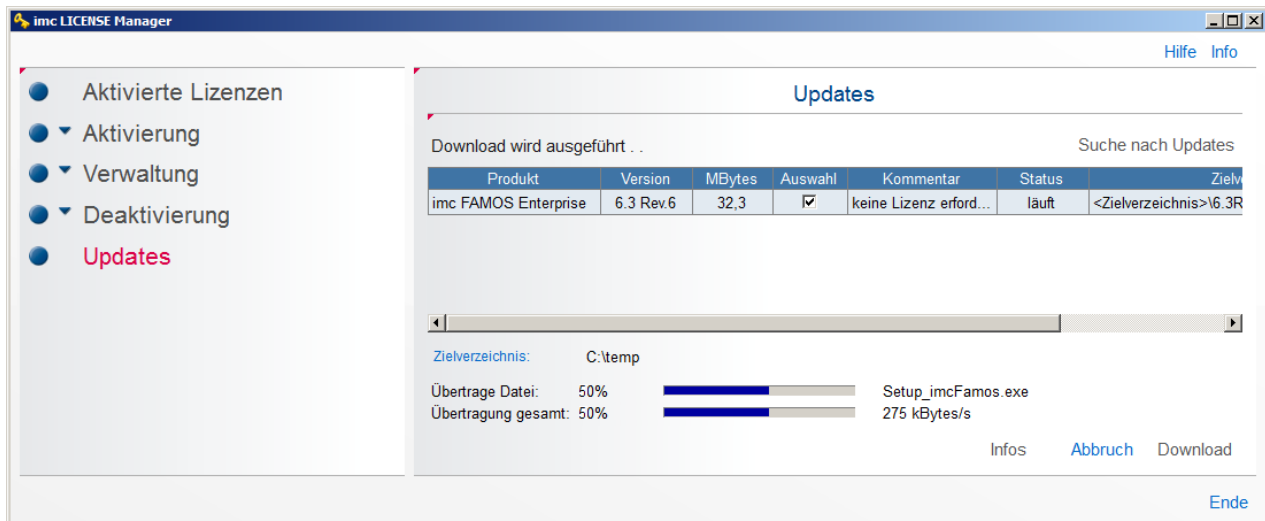 imc LICENSE Manager
Hilfe Info
Aktivierte Lizenzen
Aktivierung
Verwaltung
Deaktivierung
Updates
Updates
Download wird ausgeführt . .
Suche nach Updates
Produkt Version MBytes Auswahl Kommentar Status Zielv
imc FAMOS Enterprise 6.3 Rev.6 32,3 keine Lizenz erford... läuft <Zielverzeichnis>\6.3R
Zielverzeichnis: C:\temp
Übertrage Datei: 50% Setup_imcFamos.exe
Übertragung gesamt: 50% 275 kBytes/s
Infos Abbruch Download
Ende